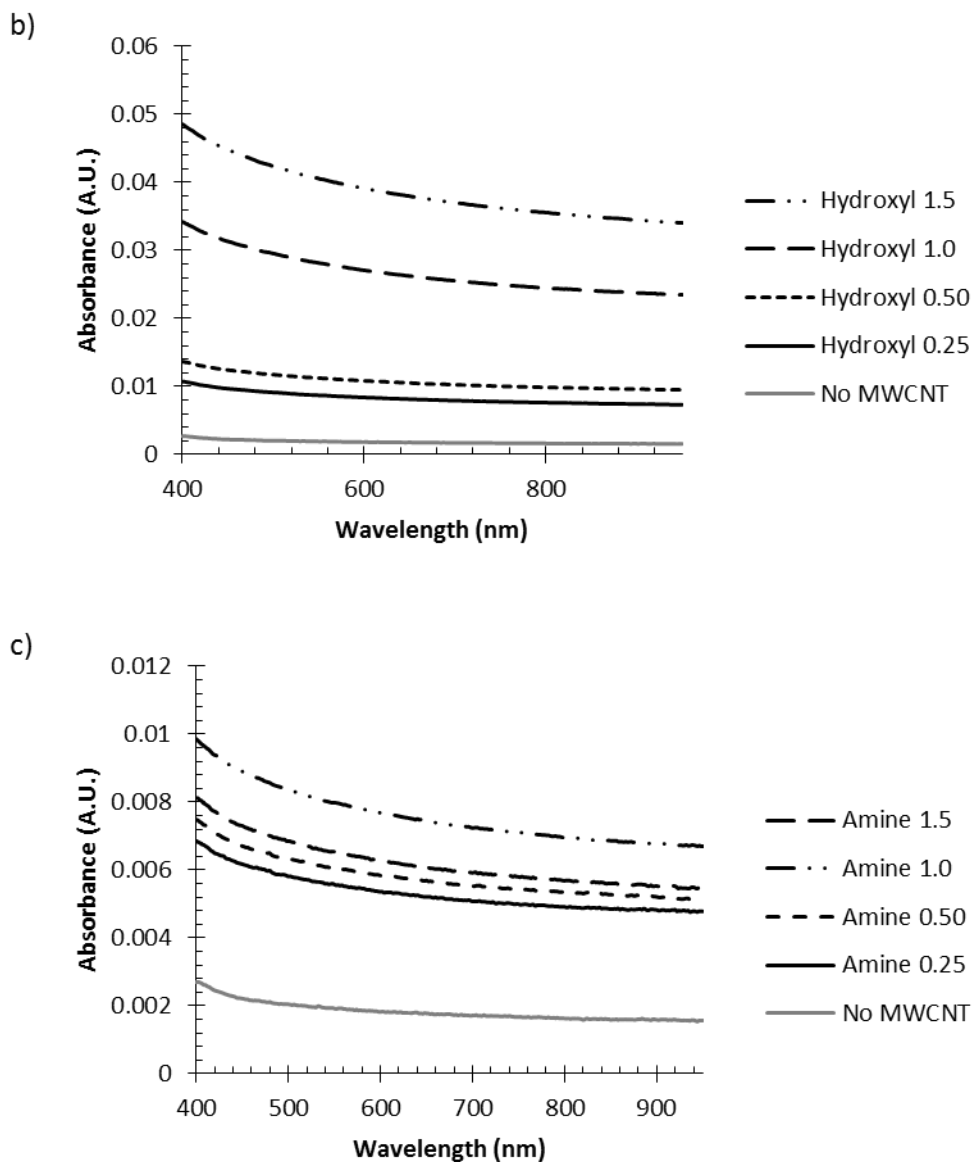 b)
0.06
0.05
0.04
0.03
0.02
0.01
0
Absorbance (A.U.)
400 600 800
Wavelength (nm)
Hydroxyl 1.5
Hydroxyl 1.0
Hydroxyl 0.50
Hydroxyl 0.25
No MWCNT
c)
0.012
0.01
0.008
0.006
0.004
0.002
0
Absorbance (A.U.)
400 500 600 700 800 900
Wavelength (nm)
Amine 1.5
Amine 1.0
Amine 0.50
Amine 0.25
No MWCNT